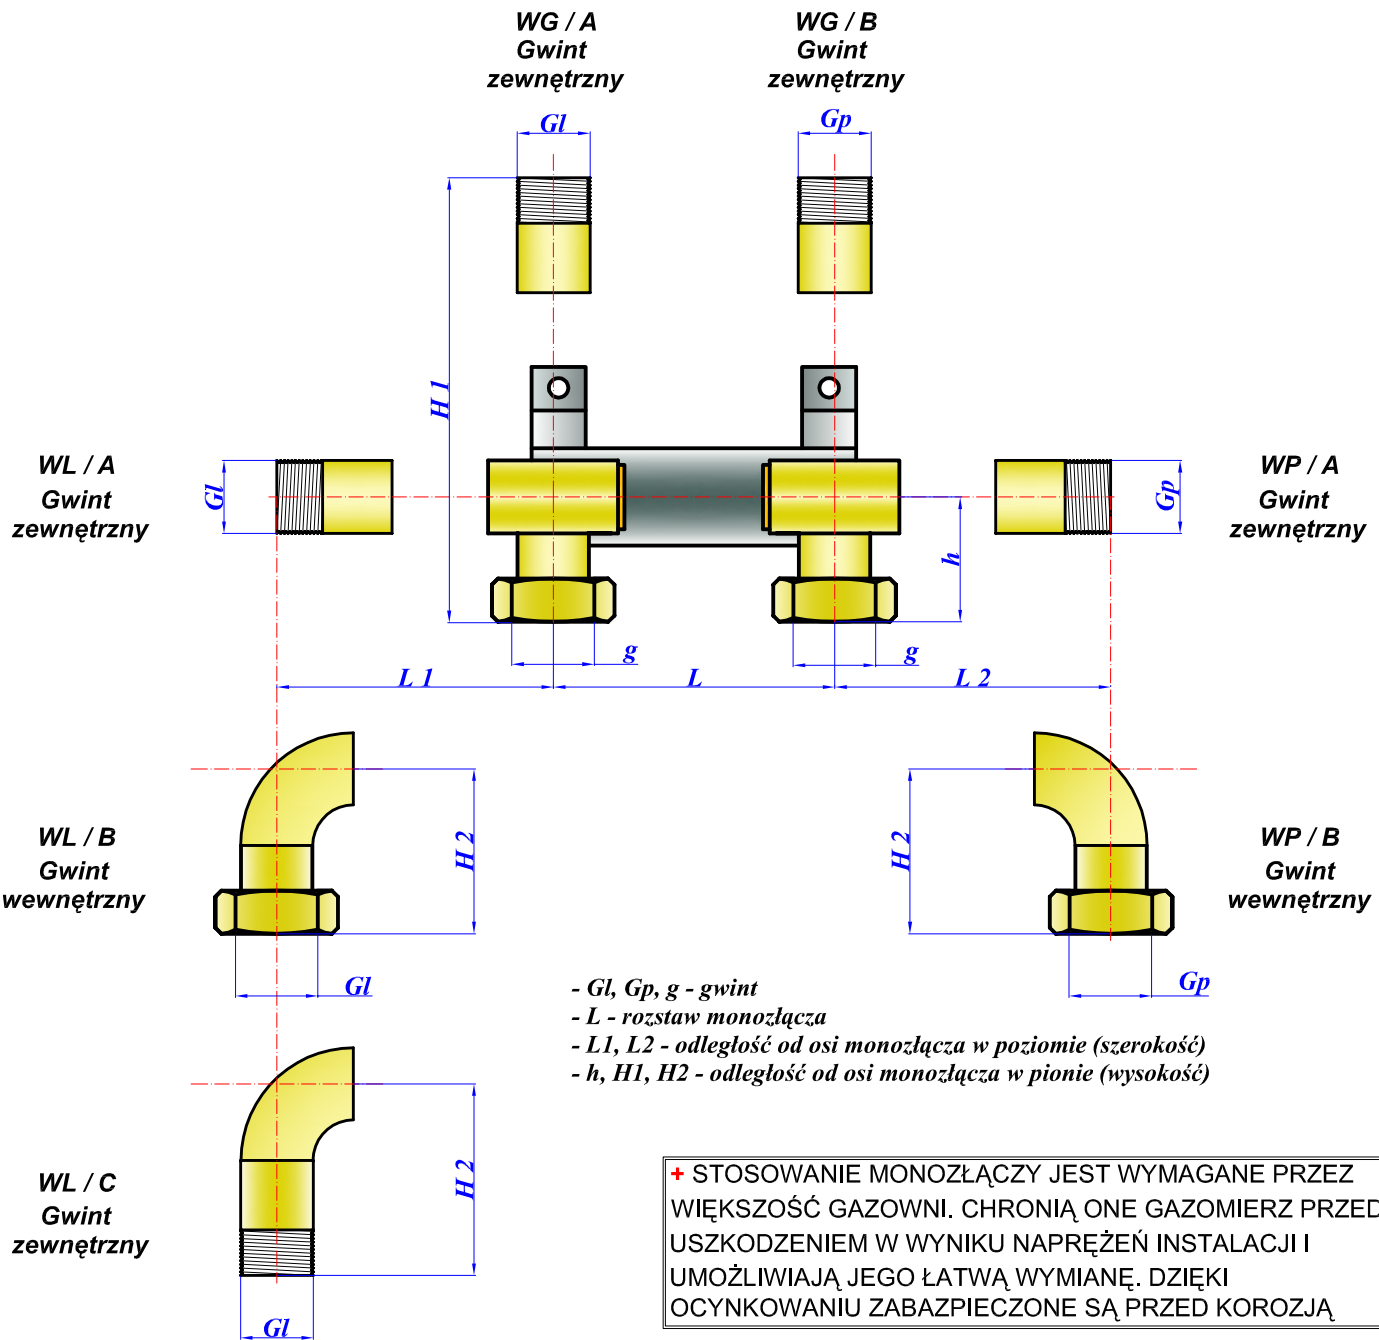 WG / A
Gwint
zewnętrzny
WG / B
Gwint
zewnętrzny
Gl
Gp
H 1
WL / A
Gwint
zewnętrzny
Gl
Gp
WP / A
Gwint
zewnętrzny
h
g
g
L 1
L
L 2
WL / B
Gwint
wewnętrzny
H 2
H 2
WP / B
Gwint
wewnętrzny
Gl
Gp
- Gl, Gp, g - gwint
- L - rozstaw monozłącza
- L1, L2 - odległość od osi monozłącza w poziomie (szerokość)
- h, H1, H2 - odległość od osi monozłącza w pionie (wysokość)
WL / C
Gwint
zewnętrzny
H 2
Gl
+ STOSOWANIE MONOZŁĄCZY JEST WYMAGANE PRZEZ
WIĘKSZOŚĆ GAZOWNI. CHRONIĄ ONE GAZOMIERZ PRZED
USZKODZENIEM W WYNIKU NAPRĘŻEŃ INSTALACJI I
UMOŻLIWIAJĄ JEGO ŁATWĄ WYMIANĘ. DZIĘKI
OCYNKOWANIU ZABAZPIECZONE SĄ PRZED KOROZJĄ